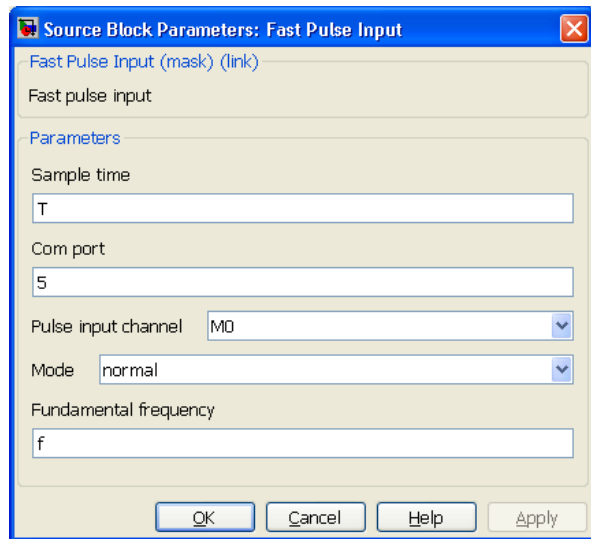 Source Block Parameters: Fast Pulse Input
Fast Pulse Input (mask) (link)
Fast pulse input
Parameters
Sample time
T
Com port
5
Pulse input channel M0
Mode normal
Fundamental frequency
f
OK Cancel Help Apply